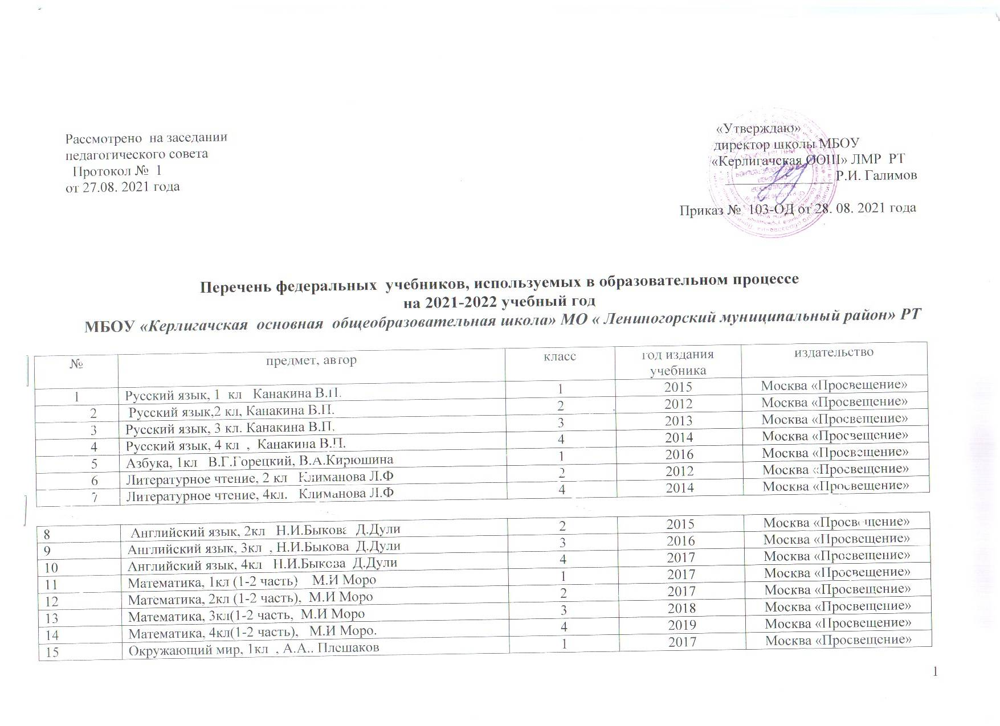 Рассмотрено на заседании
педагогического совета
Протокол № 1
от 27.08. 2021 года
«Утверждаю»
директор школы МБОУ
«Керлигачская ООШ» ЛМР РТ
Р.И. Галимов
Приказ № 103-ОД от 28. 08. 2021 года
Перечень федеральных учебников, используемых в образовательном процессе
на 2021-2022 учебный год
МБОУ «Керлигачская основная общеобразовательная школа» МО « Лениногорский муниципальный район» РТ
№ предмет, автор класс год издания издательство
учебника
1 Русский язык, 1 кл Канакина В.П. 1 2015 Москва «Просвещение»
2 Русский язык,2 кл, Канакина В.П. 2 2012 Москва «Просвещение»
3 Русский язык, 3 кл. Канакина В.П. 3 2013 Москва «Просвещение»
4 Русский язык, 4 кл , Канакина В.П. 4 2014 Москва «Просвещение»
5 Азбука, 1кл В.Г.Горецкий, В.А.Кирюшина 1 2016 Москва «Просвещение»
6 Литературное чтение, 2 кл Климанова Л.Ф 2 2012 Москва «Просвещение»
7 Литературное чтение, 4кл. Климанова Л.Ф 4 2014 Москва «Просвещение»
8 Английский язык, 2кл Н.И.Быкова Д.Дули 2 2015 Москва «Просвещение»
9 Английский язык, 3кл , Н.И.Быкова Д.Дули 3 2016 Москва «Просвещение»
10 Английский язык, 4кл Н.И.Быкова Д.Дули 4 2017 Москва «Просвещение»
11 Математика, 1кл (1-2 часть) М.И Моро 1 2017 Москва «Просвещение»
12 Математика, 2кл (1-2 часть), М.И Моро 2 2017 Москва «Просвещение»
13 Математика, 3кл(1-2 часть, М.И Моро 3 2018 Москва «Просвещение»
14 Математика, 4кл(1-2 часть), М.И Моро. 4 2019 Москва «Просвещение»
15 Окружающий мир, 1кл , А.А.. Плешаков 1 2017 Москва «Просвещение»
1